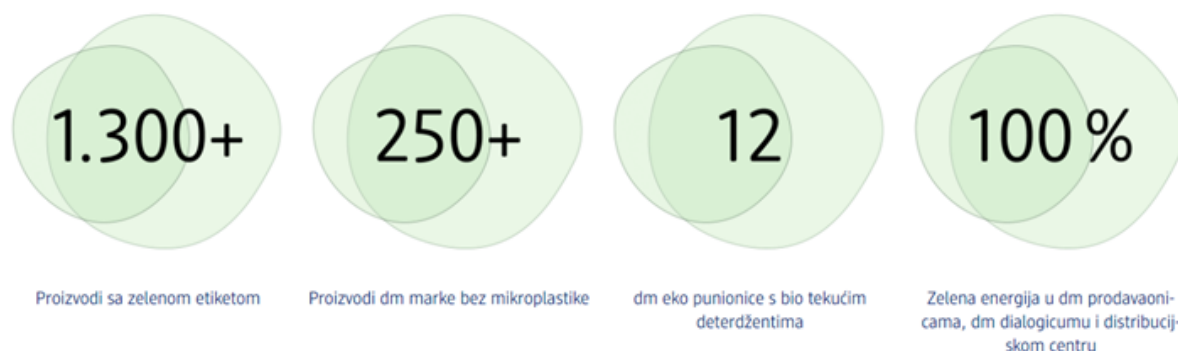 1.300+
Proizvodi sa zelenom etiketom
250+
Proizvodi dm marke bez mikroplastike
12
dm eko punionice s bio tekućim
deterdžentima
100 %
Zelena energija u dm prodavaoni-
cama, dm dialogicumu i distribucij-
skom centru